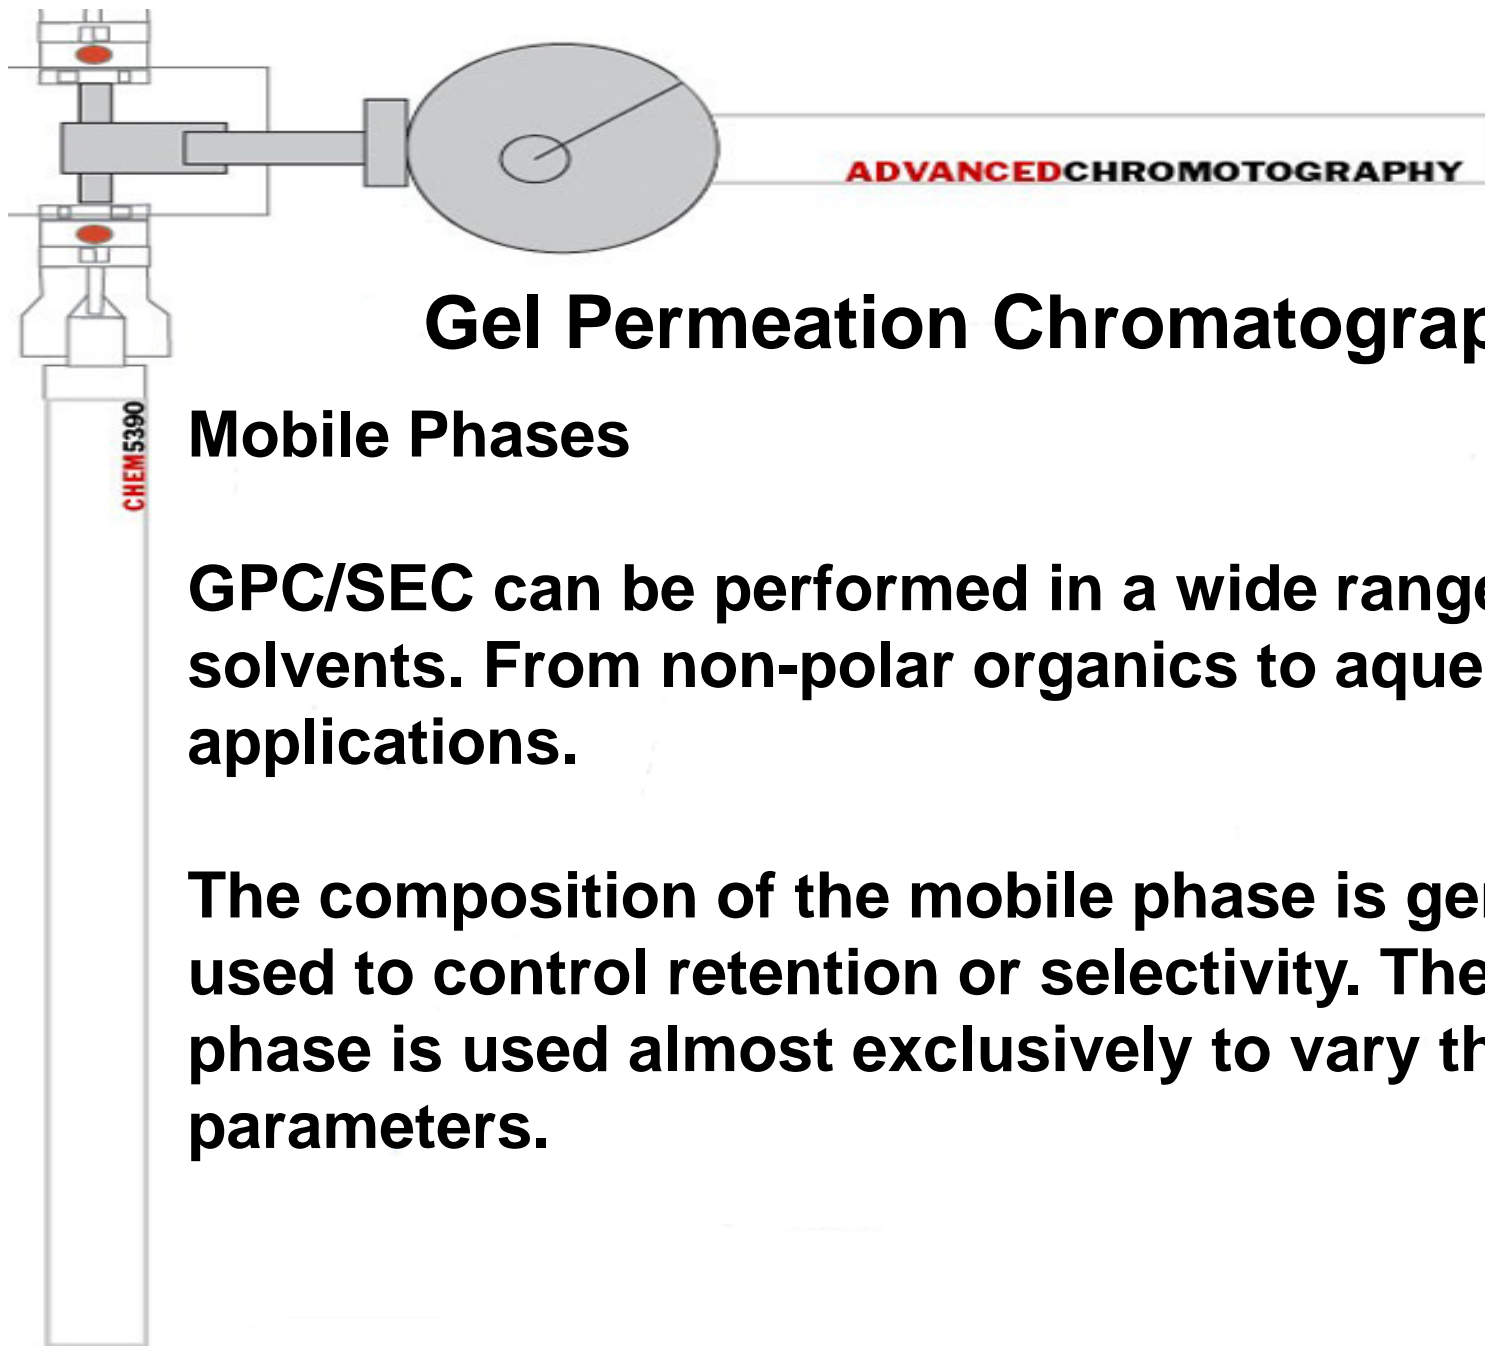 ADVANCEDCHROMOTOGRAPHY
Gel Permeation Chromatograp
CHEM5390
Mobile Phases
GPC/SEC can be performed in a wide range
solvents. From non-polar organics to aque
applications.
The composition of the mobile phase is ge
used to control retention or selectivity. The
phase is used almost exclusively to vary th
parameters.